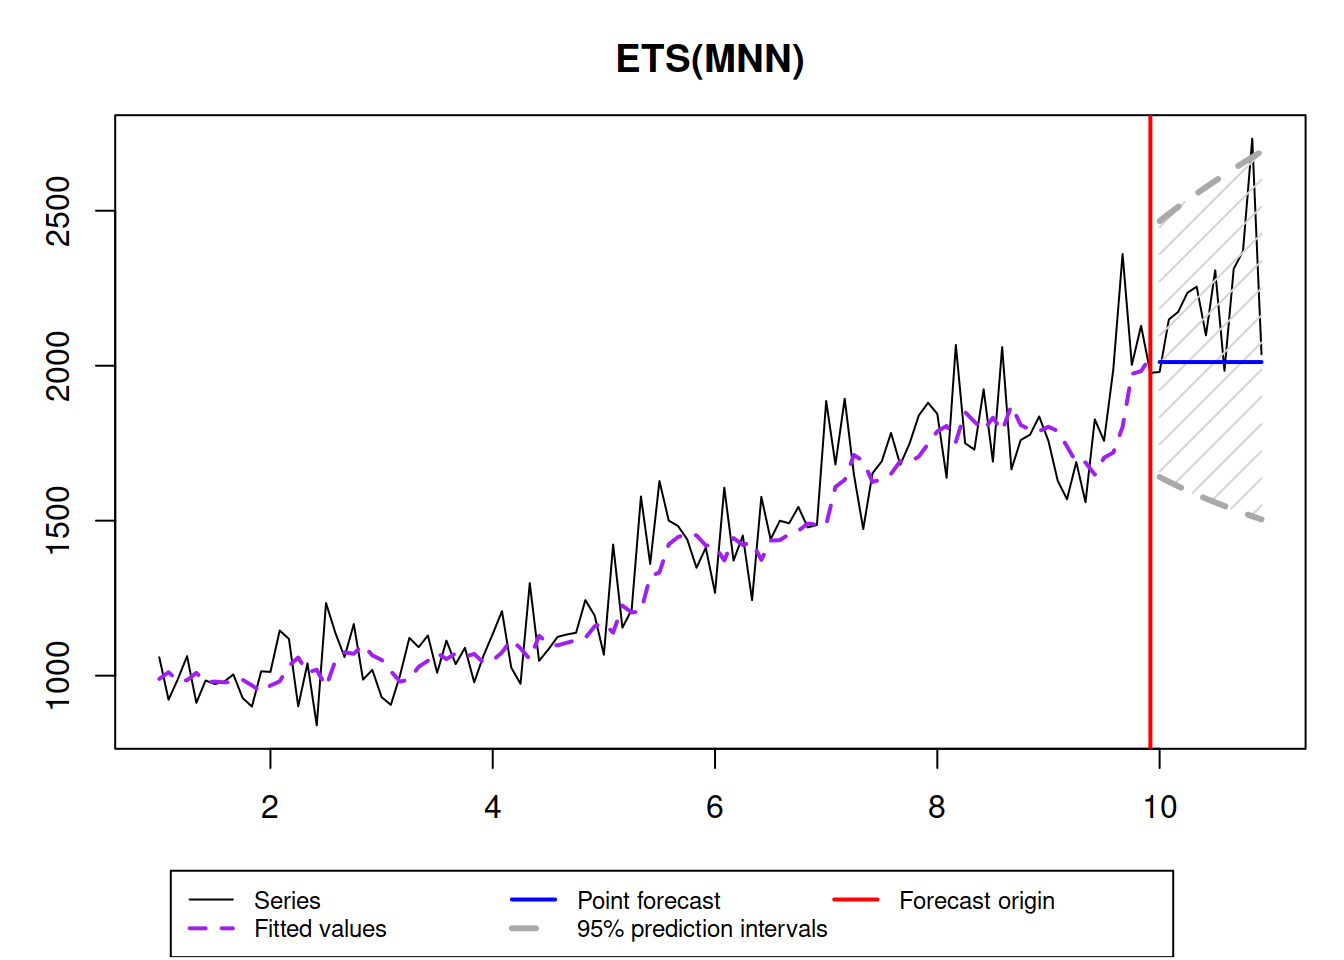 ETS(MNN)
2500
2000
1500
1000
2 4 6 8 10
Series Point forecast Forecast origin
Fitted values 95% prediction intervals